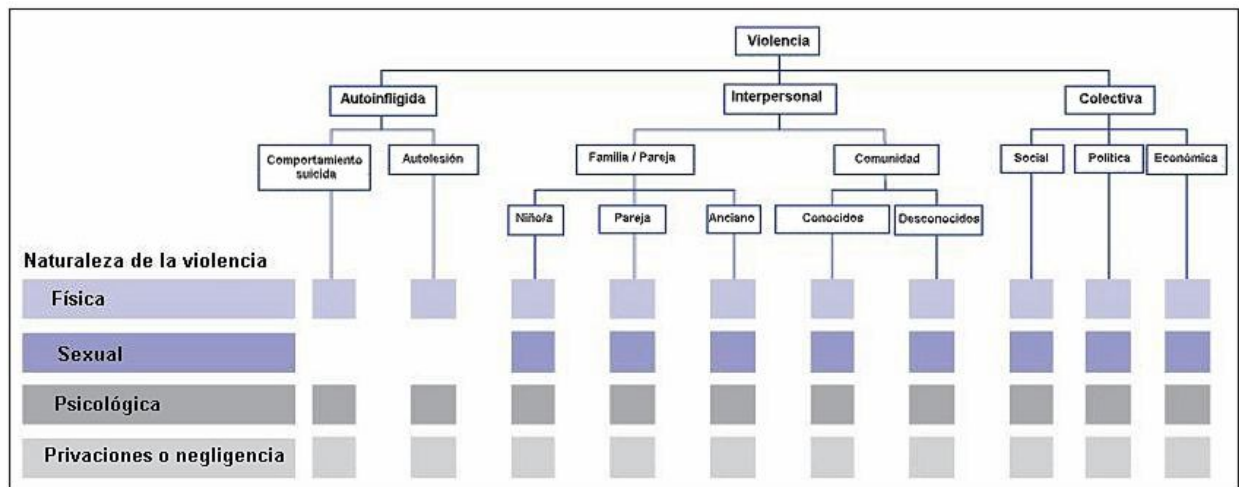 Violencia
Autoinfligida
Interpersonal
Colectiva
Comportamiento
suicida
Autolesión
Familia / Pareja
Comunidad
Social
Política
Económica
Niño/a
Pareja
Anciano
Conocidos
Desconocidos
Naturaleza de la violencia
Física
Sexual
Psicológica
Privaciones o negligencia